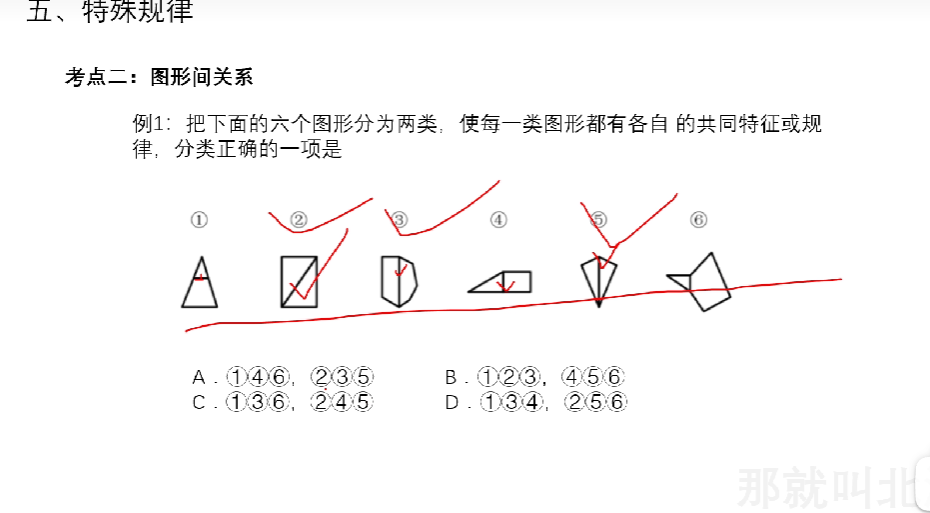 五、特殊规律
考点二：图形间关系
例1：把下面的六个图形分为两类，使每一类图形都有各自 的共同特征或规
律，分类正确的一项是
① ② ③ ④ ⑤ ⑥
A．①④⑥，②③⑤ B．①②③，④⑤⑥
C．①③⑥，②④⑤ D．①③④，②⑤⑥
那就叫北